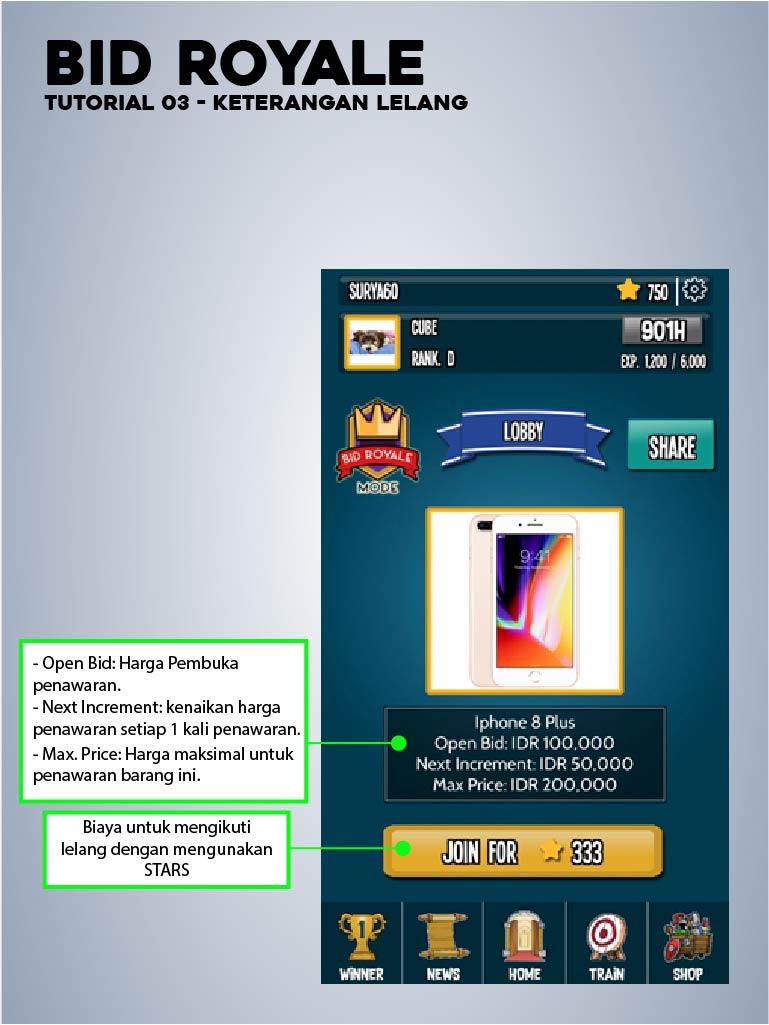 BID ROYALE
TUTORIAL 03 - KETERANGAN LELANG
SURYA60
750
CUBE
901H
RANK. D
EXP. 1,200 / 6,000
BID ROYALE
MODE
LOBBY
SHARE
9:41
- Open Bid: Harga Pembuka
penawaran.
- Next Increment: kenaikan harga
penawaran setiap 1 kali penawaran.
- Max. Price: Harga maksimal untuk
penawaran barang ini.
Iphone 8 Plus
Open Bid: IDR 100,000
Next Increment: IDR 50,000
Max Price: IDR 200,000
Biaya untuk mengikuti
lelang dengan mengunakan
STARS
JOIN FOR 333
1
WINNER
NEWS
HOME
TRAIN
SHOP